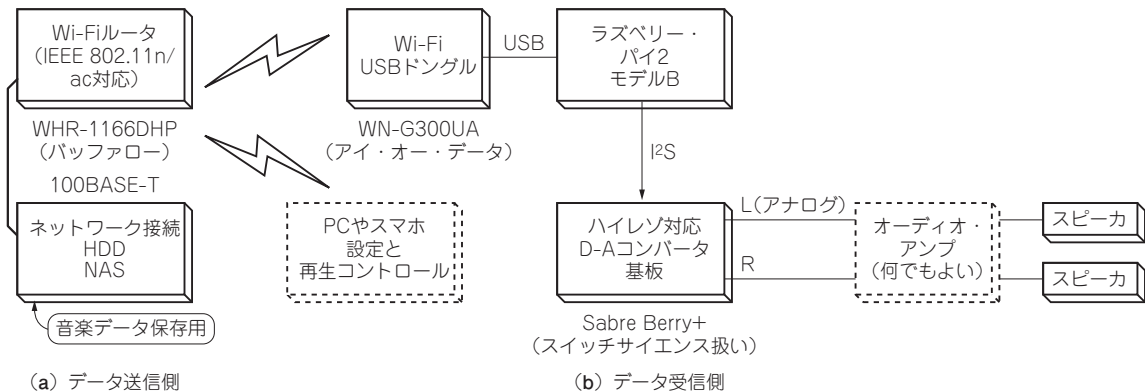 Wi-Fiルータ
(IEEE 802.11n/
ac対応)
WHR-1166DHP
(バッファロー)
100BASE-T
ネットワーク接続
HDD
NAS
音楽データ保存用
(a) データ送信側
Wi-Fi
USBドングル
WN-G300UA
(アイ・オー・データ)
PCやスマホ
設定と
再生コントロール
USB
ラズベリー・
パイ2
モデルB
I²S
ハイレゾ対応
D-Aコンバータ
基板
Sabre Berry+
(スイッチサイエンス扱い)
L(アナログ)
R
オーディオ・
アンプ
(何でもよい)
スピーカ
スピーカ
(b) データ受信側